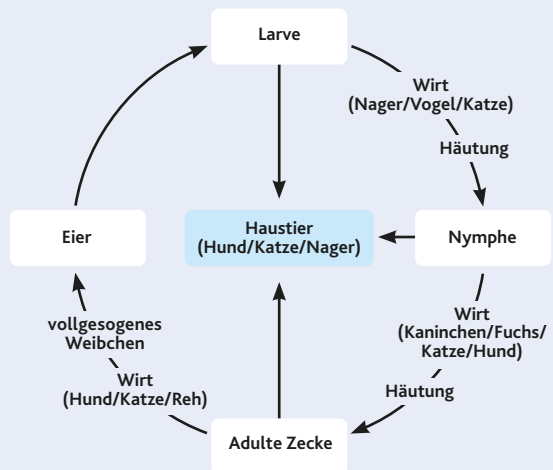 Larve
Wirt
(Nager/Vogel/Katze)
Häutung
Eier
Haustier
(Hund/Katze/Nager)
Nymphe
vollgesogenes
Weibchen
Wirt
(Hund/Katze/Reh)
Wirt
(Kaninchen/Fuchs/
Katze/Hund)
Häutung
Adulte Zecke